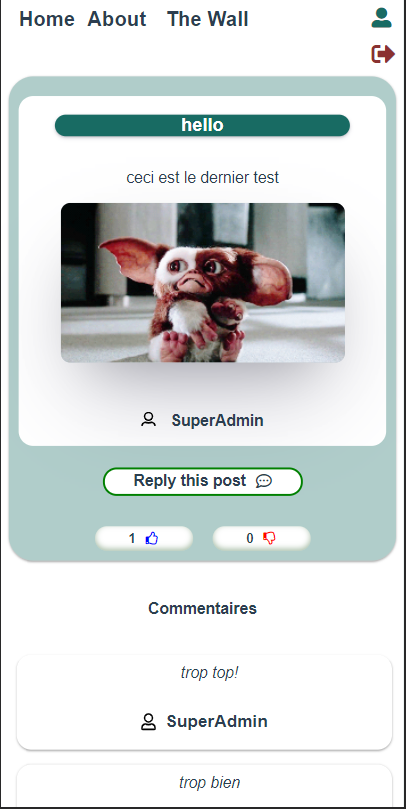 Home About The Wall
hello
ceci est le dernier test
SuperAdmin
Reply this post
1 0
Commentaires
trop top!
SuperAdmin
trop bien